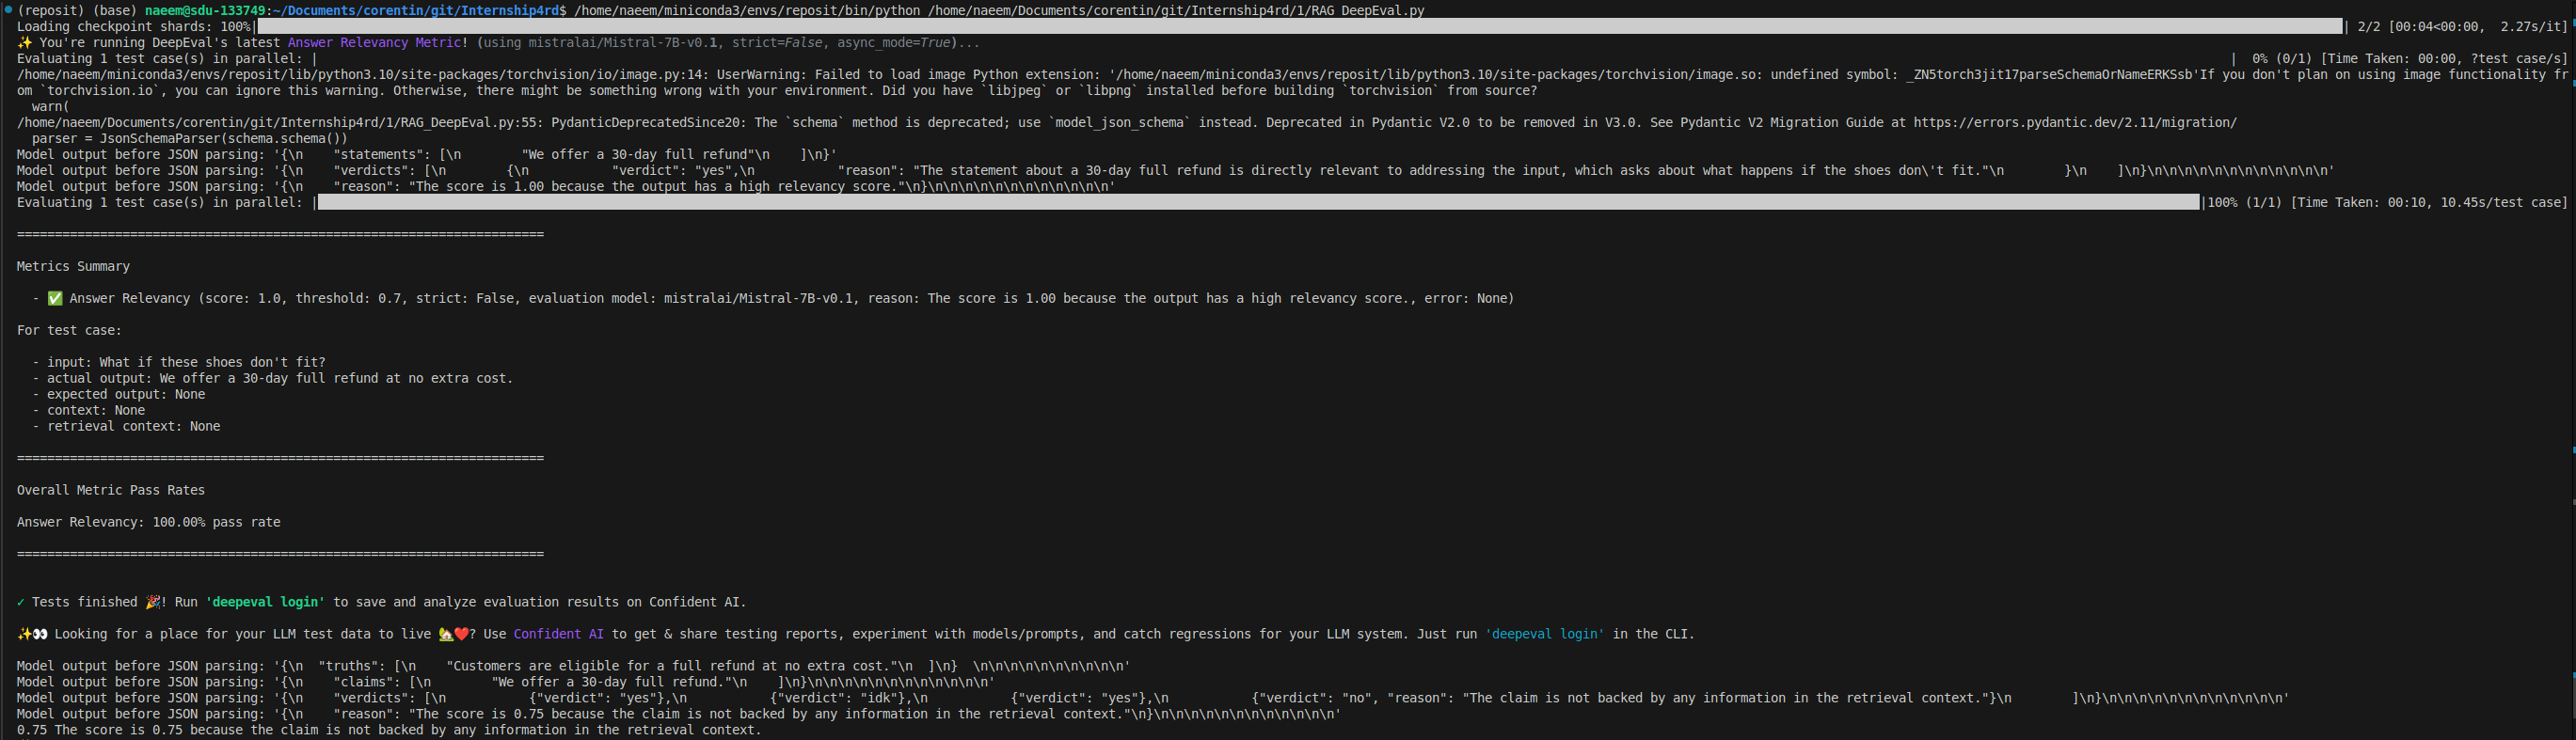 (reposit) (base) naeem@sdu-133749:~/Documents/corentin/git/Internship4rd$ /home/naeem/miniconda3/envs/reposit/bin/python /home/naeem/Documents/corentin/git/Internship4rd/1/RAG_DeepEval.py
Loading checkpoint shards: 100%| | 2/2 [00:04<00:00,  2.27s/it]
✨ You're running DeepEval's latest Answer Relevancy Metric! (using mistralai/Mistral-7B-v0.1, strict=False, async_mode=True)...
Evaluating 1 test case(s) in parallel: | |  0% (0/1) [Time Taken: 00:00, ?test case/s]
/home/naeem/miniconda3/envs/reposit/lib/python3.10/site-packages/torchvision/io/image.py:14: UserWarning: Failed to load image Python extension: '/home/naeem/miniconda3/envs/reposit/lib/python3.10/site-packages/torchvision/image.so: undefined symbol: _ZN5torch3jit17parseSchemaOrNameERKSsb'If you don't plan on using image functionality fr
om `torchvision.io`, you can ignore this warning. Otherwise, there might be something wrong with your environment. Did you have `libjpeg` or `libpng` installed before building `torchvision` from source?
  warn(
/home/naeem/Documents/corentin/git/Internship4rd/1/RAG_DeepEval.py:55: PydanticDeprecatedSince20: The `schema` method is deprecated; use `model_json_schema` instead. Deprecated in Pydantic V2.0 to be removed in V3.0. See Pydantic V2 Migration Guide at https://errors.pydantic.dev/2.11/migration/
  parser = JsonSchemaParser(schema.schema())
Model output before JSON parsing: '{\n    "statements": [\n        "We offer a 30-day full refund"\n    ]\n}'
Model output before JSON parsing: '{\n    "verdicts": [\n        {\n            "verdict": "yes",\n            "reason": "The statement about a 30-day full refund is directly relevant to addressing the input, which asks about what happens if the shoes don\'t fit."\n        }\n    ]\n}\n\n\n\n\n\n\n\n\n\n\n\n\n'
Model output before JSON parsing: '{\n    "reason": "The score is 1.00 because the output has a high relevancy score."\n}\n\n\n\n\n\n\n\n\n\n\n\n\n'
Evaluating 1 test case(s) in parallel: | |100% (1/1) [Time Taken: 00:10, 10.45s/test case]
======================================================================
Metrics Summary
  - ✅ Answer Relevancy (score: 1.0, threshold: 0.7, strict: False, evaluation model: mistralai/Mistral-7B-v0.1, reason: The score is 1.00 because the output has a high relevancy score., error: None)
For test case:
  - input: What if these shoes don't fit?
  - actual output: We offer a 30-day full refund at no extra cost.
  - expected output: None
  - context: None
  - retrieval context: None
======================================================================
Overall Metric Pass Rates
Answer Relevancy: 100.00% pass rate
======================================================================
✓ Tests finished 🎉! Run 'deepeval login' to save and analyze evaluation results on Confident AI.
✨👀 Looking for a place for your LLM test data to live 🏡❤️? Use Confident AI to get & share testing reports, experiment with models/prompts, and catch regressions for your LLM system. Just run 'deepeval login' in the CLI.
Model output before JSON parsing: '{\n  "truths": [\n    "Customers are eligible for a full refund at no extra cost."\n  ]\n}  \n\n\n\n\n\n\n\n\n\n'
Model output before JSON parsing: '{\n    "claims": [\n        "We offer a 30-day full refund."\n    ]\n}\n\n\n\n\n\n\n\n\n\n\n\n\n'
Model output before JSON parsing: '{\n    "verdicts": [\n           {"verdict": "yes"},\n           {"verdict": "idk"},\n           {"verdict": "yes"},\n           {"verdict": "no", "reason": "The claim is not backed by any information in the retrieval context."}\n        ]\n}\n\n\n\n\n\n\n\n\n\n\n\n\n'
Model output before JSON parsing: '{\n    "reason": "The score is 0.75 because the claim is not backed by any information in the retrieval context."\n}\n\n\n\n\n\n\n\n\n\n\n\n\n'
0.75 The score is 0.75 because the claim is not backed by any information in the retrieval context.